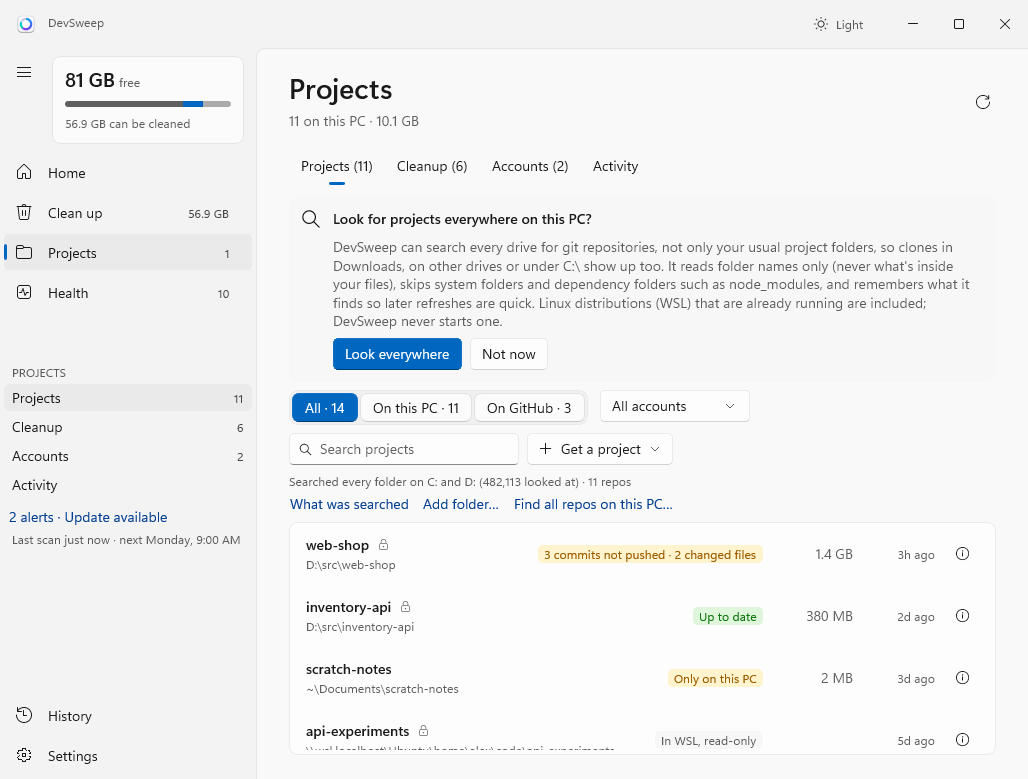 DevSweep
Light
81 GB free
56.9 GB can be cleaned
Home
Clean up 56.9 GB
Projects 1
Health 10
PROJECTS
Projects 11
Cleanup 6
Accounts 2
Activity
2 alerts · Update available
Last scan just now · next Monday, 9:00 AM
History
Settings
Projects
11 on this PC · 10.1 GB
Projects (11) Cleanup (6) Accounts (2) Activity
Look for projects everywhere on this PC?
DevSweep can search every drive for git repositories, not only your usual project folders, so clones in
Downloads, on other drives or under C:\ show up too. It reads folder names only (never what's inside
your files), skips system folders and dependency folders such as node_modules, and remembers what it
finds so later refreshes are quick. Linux distributions (WSL) that are already running are included;
DevSweep never starts one.
Look everywhere Not now
All · 14 On this PC · 11 On GitHub · 3 All accounts
Search projects Get a project
Searched every folder on C: and D: (482,113 looked at) · 11 repos
What was searched Add folder... Find all repos on this PC...
web-shop 3 commits not pushed · 2 changed files 1.4 GB 3h ago
D:\src\web-shop
inventory-api Up to date 380 MB 2d ago
D:\src\inventory-api
scratch-notes Only on this PC 2 MB 3d ago
~\Documents\scratch-notes
api-experiments In WSL, read-only 5d ago
\\wsl.localhost\Ubuntu\home\alex\code\api-experiments